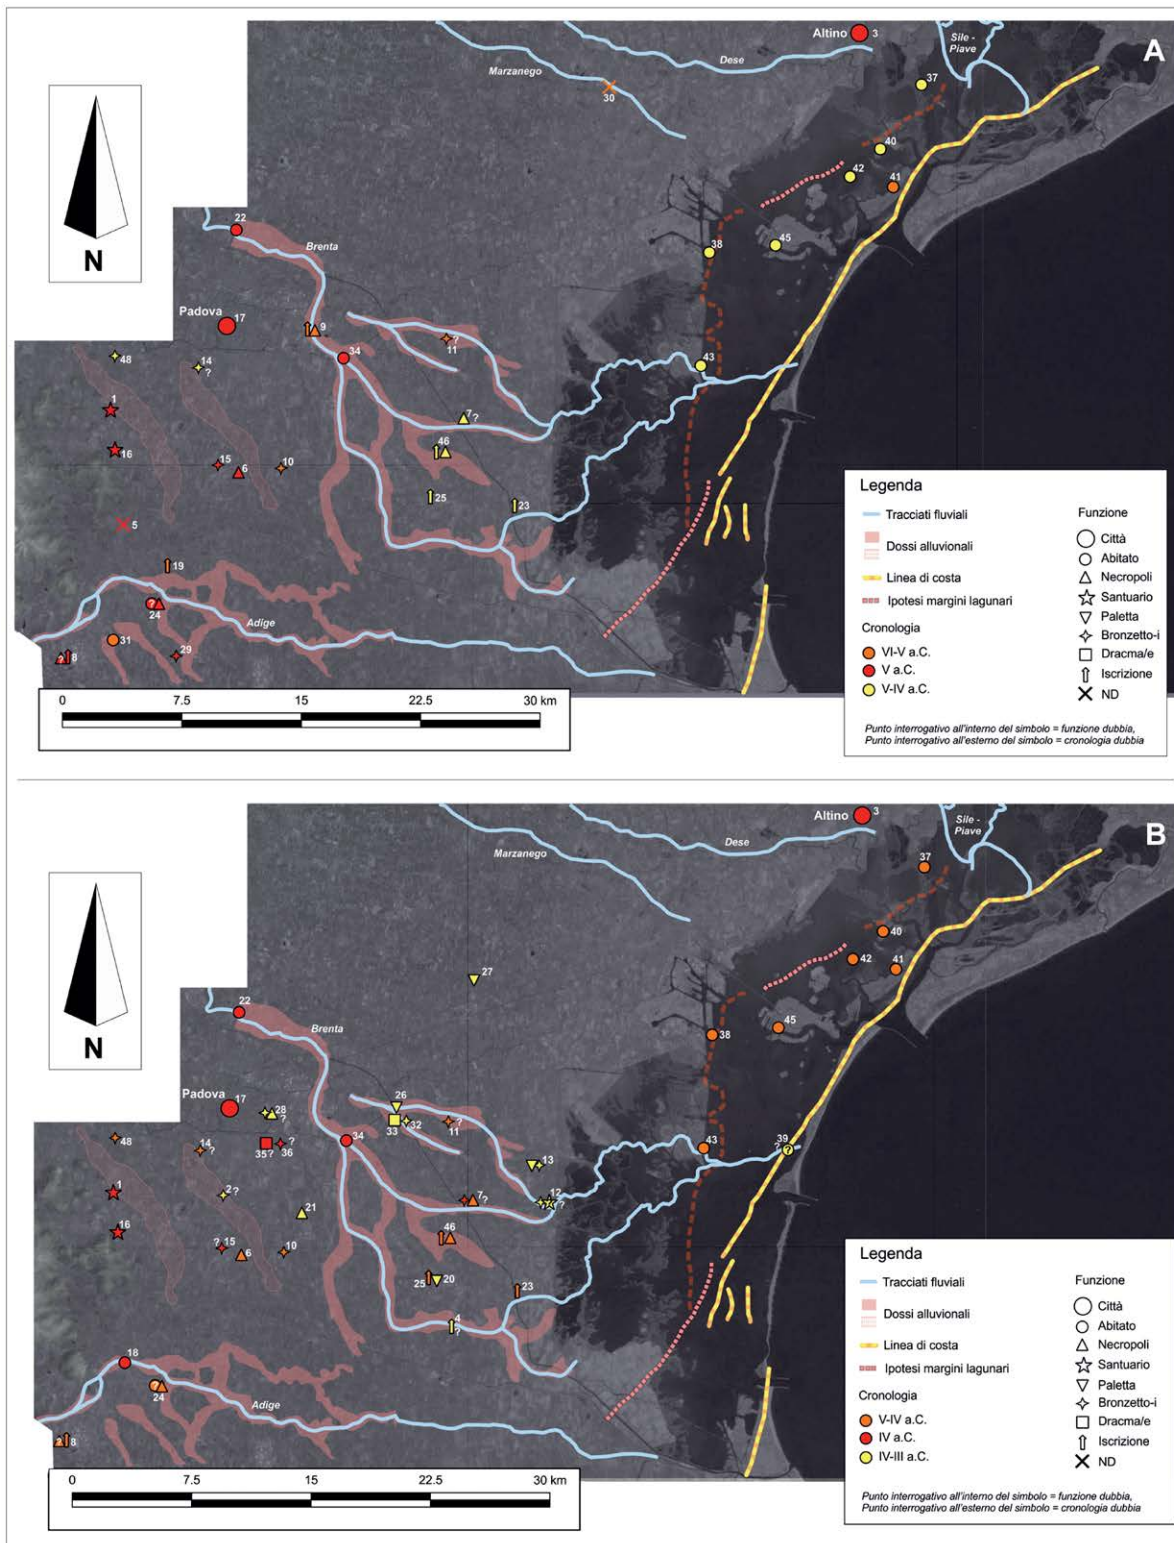 A
Altino 3
Sile -
Piave
Dese
Marzanego
30
37
40
42
41
22
Brenta
45
38
Padova
17
9
11
?
48
14
?
34
43
1
7?
46
16
15
6
10
25
23
5
N
19
24
Adige
31
29
8
0 7.5 15 22.5 30 km
Legenda
Tracciati fluviali
Dossi alluvionali
Linea di costa
Ipotesi margini lagunari
Cronologia
VI-V a.C.
V a.C.
V-IV a.C.
Funzione
Città
Abitato
Necropoli
Santuario
Paletta
Bronzetto-i
Dracma/e
Iscrizione
ND
Punto interrogativo all'interno del simbolo = funzione dubbia,
Punto interrogativo all'esterno del simbolo = cronologia dubbia
B
Altino 3
Sile -
Piave
Dese
Marzanego
37
40
42
41
27
22
Brenta
45
38
Padova
17
28
?
26
33
32
11
?
48
14
?
35?
36
?
34
43
39
?
?
13
1
2?
21
7?
12
?
16
? 15
6
10
46
25
20
23
4
?
N
18
24
Adige
8
0 7.5 15 22.5 30 km
Legenda
Tracciati fluviali
Dossi alluvionali
Linea di costa
Ipotesi margini lagunari
Cronologia
V-IV a.C.
IV a.C.
IV-III a.C.
Funzione
Città
Abitato
Necropoli
Santuario
Paletta
Bronzetto-i
Dracma/e
Iscrizione
ND
Punto interrogativo all'interno del simbolo = funzione dubbia,
Punto interrogativo all'esterno del simbolo = cronologia dubbia